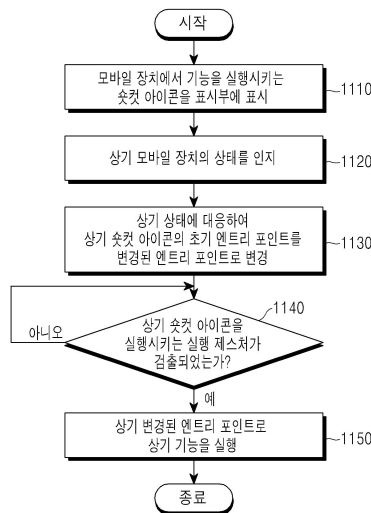 시작
모바일 장치에서 기능을 실행시키는
숏컷 아이콘을 표시부에 표시
1110
상기 모바일 장치의 상태를 인지
1120
상기 상태에 대응하여
상기 숏컷 아이콘의 초기 엔트리 포인트를
변경된 엔트리 포인트로 변경
1130
1140
상기 숏컷 아이콘을
실행시키는 실행 제스처가
검출되었는가?
아니오
예
상기 변경된 엔트리 포인트로
상기 기능을 실행
1150
종료